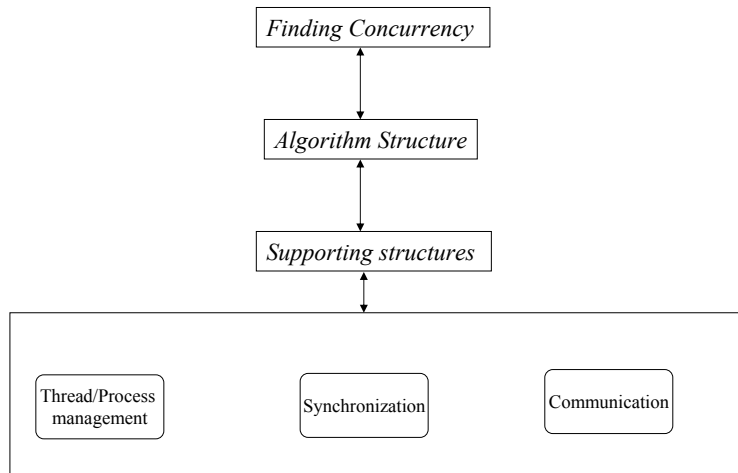 Finding Concurrency
Algorithm Structure
Supporting structures
Thread/Process
management
Synchronization
Communication